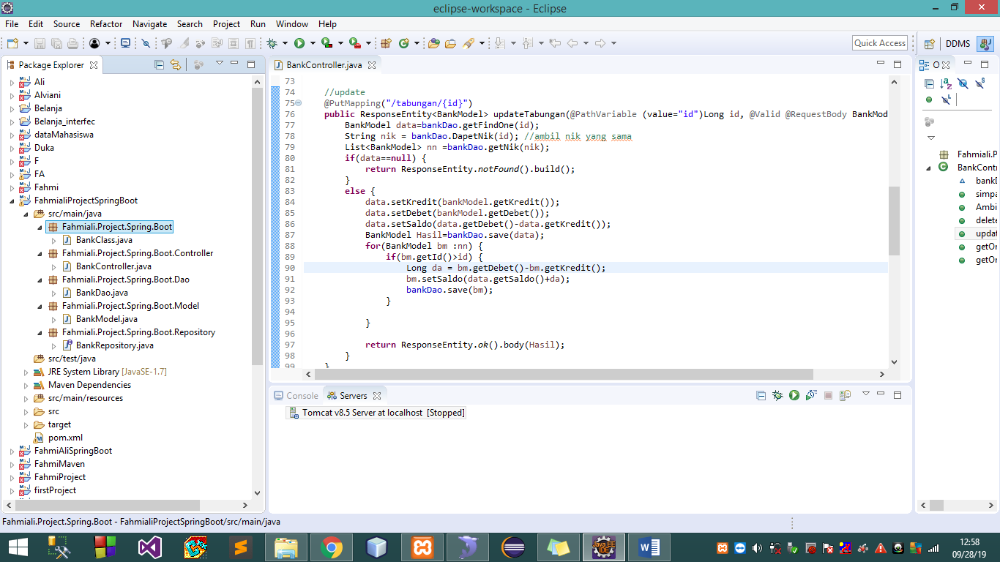 eclipse-workspace - Eclipse
File Edit Source Refactor Navigate Search Project Run Window Help
Quick Access
DDMS
Package Explorer
Ali
Alviani
Belanja
Belanja_interfec
dataMahasiswa
Duka
F
FA
Fahmi
FahmialiProjectSpringBoot
src/main/java
Fahmiali.Project.Spring.Boot
BankClass.java
Fahmiali.Project.Spring.Boot.Controller
BankController.java
Fahmiali.Project.Spring.Boot.Dao
BankDao.java
Fahmiali.Project.Spring.Boot.Model
BankModel.java
Fahmiali.Project.Spring.Boot.Repository
BankRepository.java
src/test/java
JRE System Library [JavaSE-1.7]
Maven Dependencies
src/main/resources
src
target
pom.xml
FahmiAliSpringBoot
FahmiMaven
FahmiProject
firstProject
BankController.java
73
74 //update
75 @PutMapping("/tabungan/{id}")
76 public ResponseEntity<BankModel> updateTabungan(@PathVariable (value="id")Long id, @Valid @RequestBody BankMod
77 BankModel data=bankDao.getFindOne(id);
78 String nik = bankDao.DapetNik(id); //ambil nik yang sama
79 List<BankModel> nn =bankDao.getNik(nik);
80 if(data==null) {
81 return ResponseEntity.notFound().build();
82 }
83 else {
84 data.setKredit(bankModel.getKredit());
85 data.setDebet(bankModel.getDebet());
86 data.setSaldo(data.getDebet()-data.getKredit());
87 BankModel Hasil=bankDao.save(data);
88 for(BankModel bm :nn) {
89 if(bm.getId()>id) {
90 Long da = bm.getDebet()-bm.getKredit();
91 bm.setSaldo(data.getSaldo()+da);
92 bankDao.save(bm);
93 }
94
95 }
96
97 return ResponseEntity.ok().body(Hasil);
98 }
99 }
Console
Servers
Tomcat v8.5 Server at localhost [Stopped]
O
Fahmiali.P
BankContr
bankD
simpa
Ambi
delete
updat
getOr
getOr
Fahmiali.Project.Spring.Boot - FahmialiProjectSpringBoot/src/main/java
Java EE
IDE
12:58
09/28/19